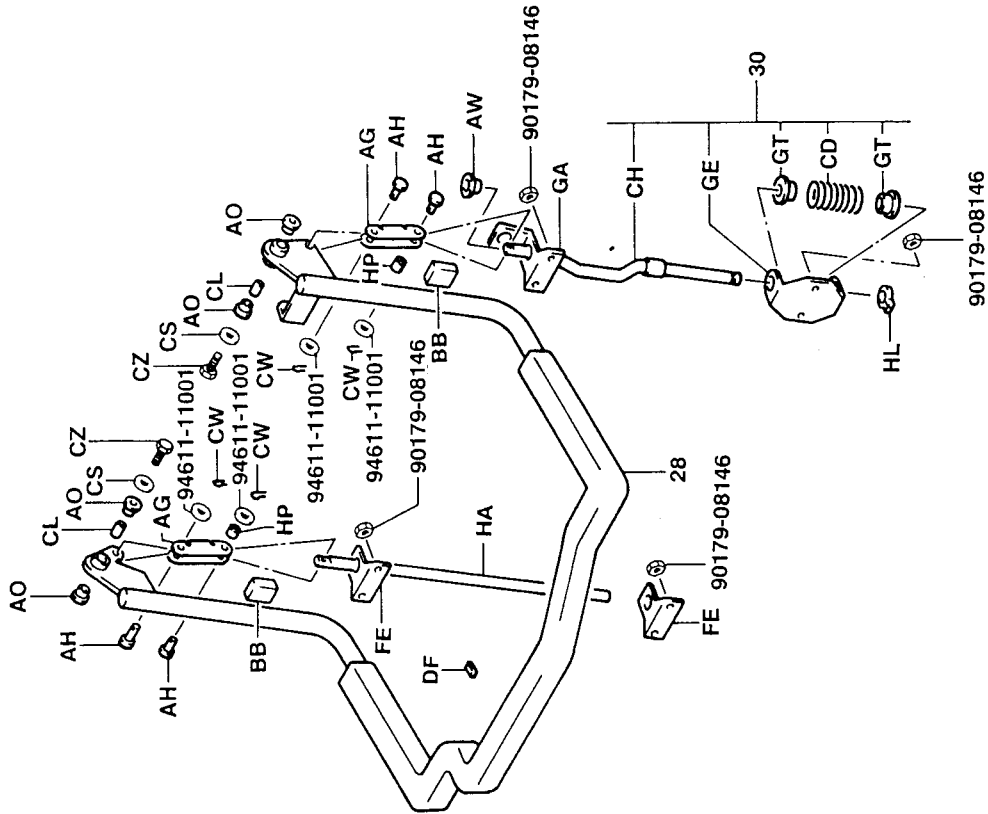 AO
AH
AH
CL
AO
CS
CZ
AG
94611-11001
CW
94611-11001
CW
HP
BB
FE
90179-08146
HA
DF
28
FE
90179-08146
CZ
CS
AO
CL
AO
AG
AH
AH
AW
90179-08146
HP
BB
CW
94611-11001
CW
94611-11001
GA
30
CH
GE
GT
CD
GT
90179-08146
HL